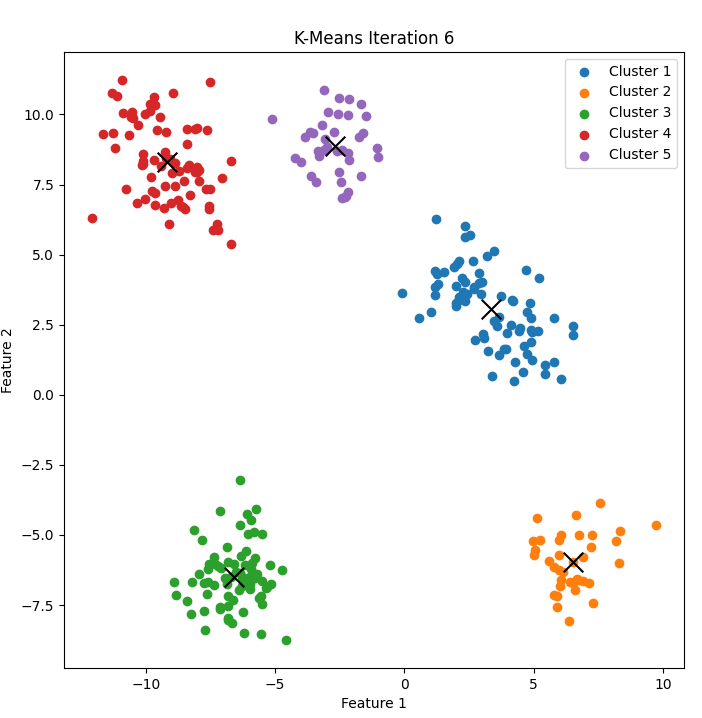 K-Means Iteration 6
Cluster 1
Cluster 2
Cluster 3
Cluster 4
Cluster 5
10.0
7.5
5.0
2.5
0.0
−2.5
−5.0
−7.5
Feature 2
−10
−5
0
5
10
Feature 1